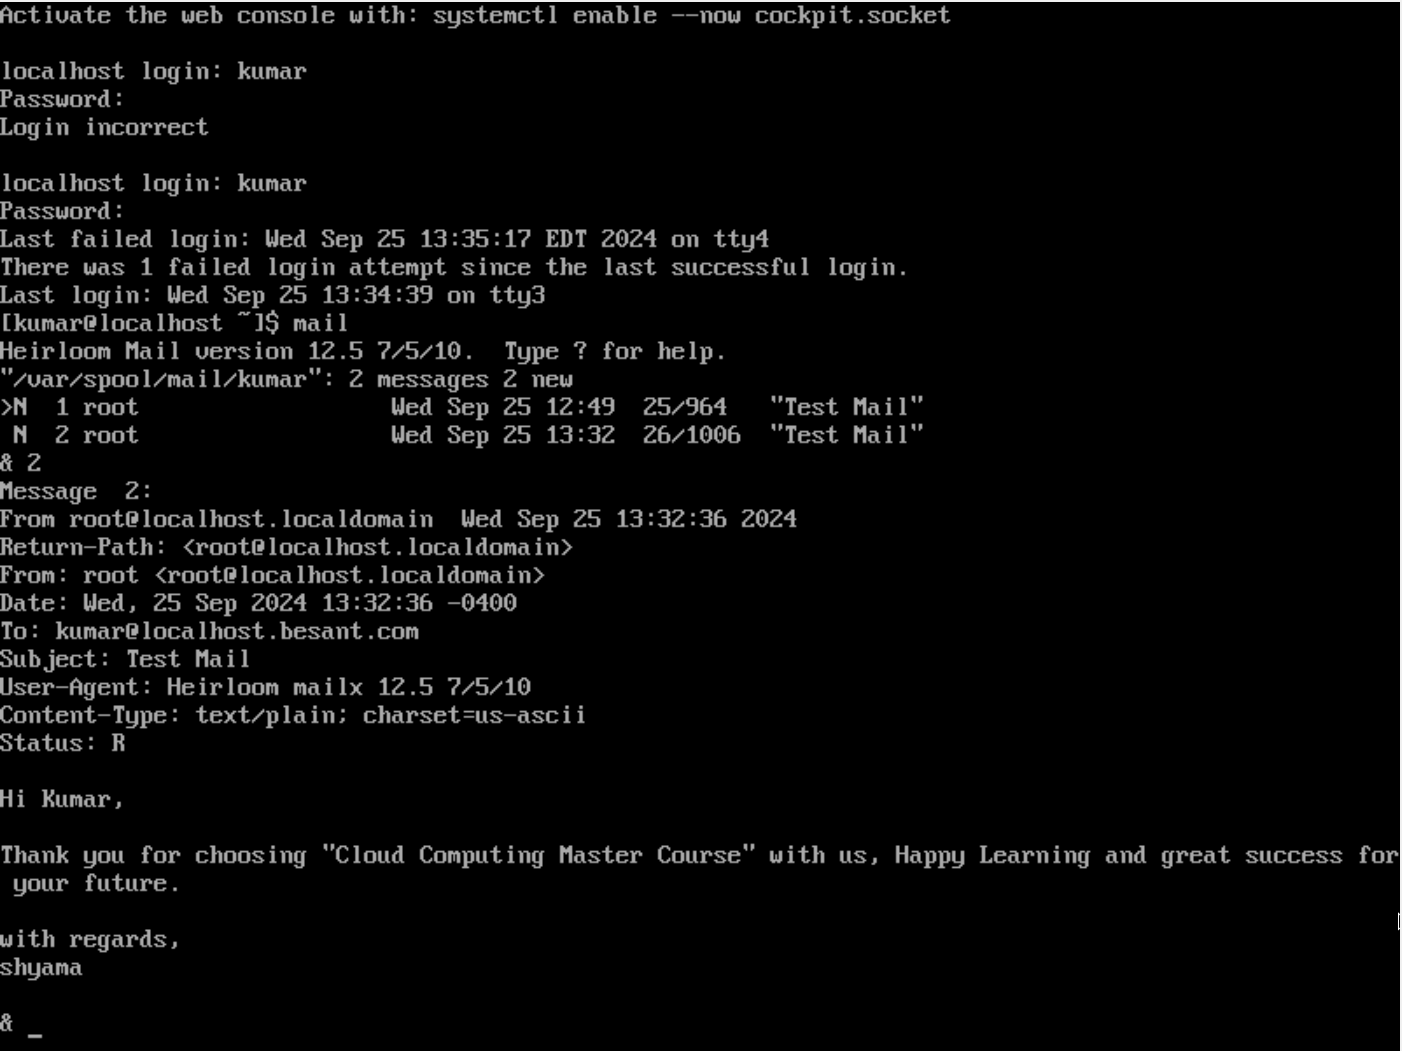 Activate the web console with: systemctl enable --now cockpit.socket

localhost login: kumar
Password:
Login incorrect

localhost login: kumar
Password:
Last failed login: Wed Sep 25 13:35:17 EDT 2024 on tty4
There was 1 failed login attempt since the last successful login.
Last login: Wed Sep 25 13:34:39 on tty3
[kumar@localhost ~]$ mail
Heirloom Mail version 12.5 7/5/10.  Type ? for help.
"/var/spool/mail/kumar": 2 messages 2 new
>N  1 root                  Wed Sep 25 12:49  25/964   "Test Mail"
 N  2 root                  Wed Sep 25 13:32  26/1006  "Test Mail"
& 2
Message  2:
From root@localhost.localdomain  Wed Sep 25 13:32:36 2024
Return-Path: <root@localhost.localdomain>
From: root <root@localhost.localdomain>
Date: Wed, 25 Sep 2024 13:32:36 -0400
To: kumar@localhost.besant.com
Subject: Test Mail
User-Agent: Heirloom mailx 12.5 7/5/10
Content-Type: text/plain; charset=us-ascii
Status: R

Hi Kumar,

Thank you for choosing "Cloud Computing Master Course" with us, Happy Learning and great success for
 your future.

with regards,
shyama

& _